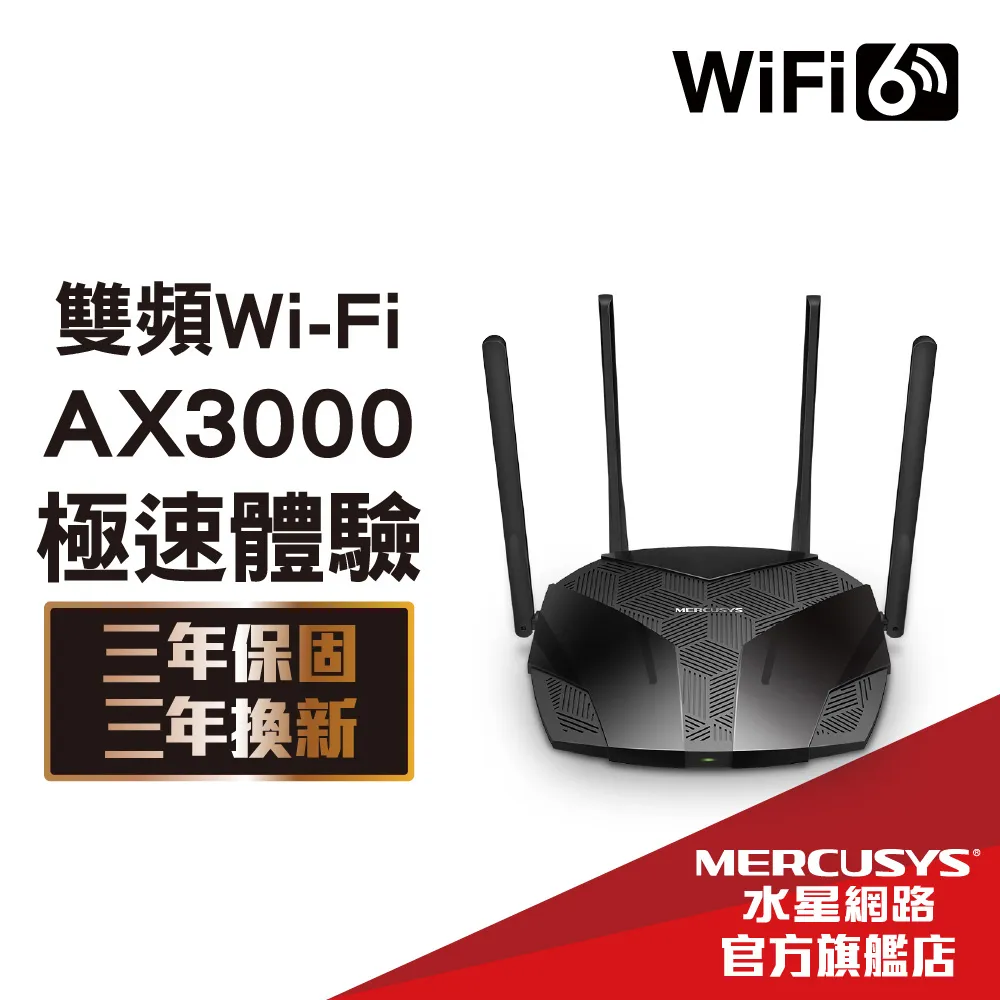 WiFi 6
雙頻Wi-Fi
AX3000
極速體驗
三年保固
三年換新
MERCUSYS
MERCUSYS®
水星網路
官方旗艦店